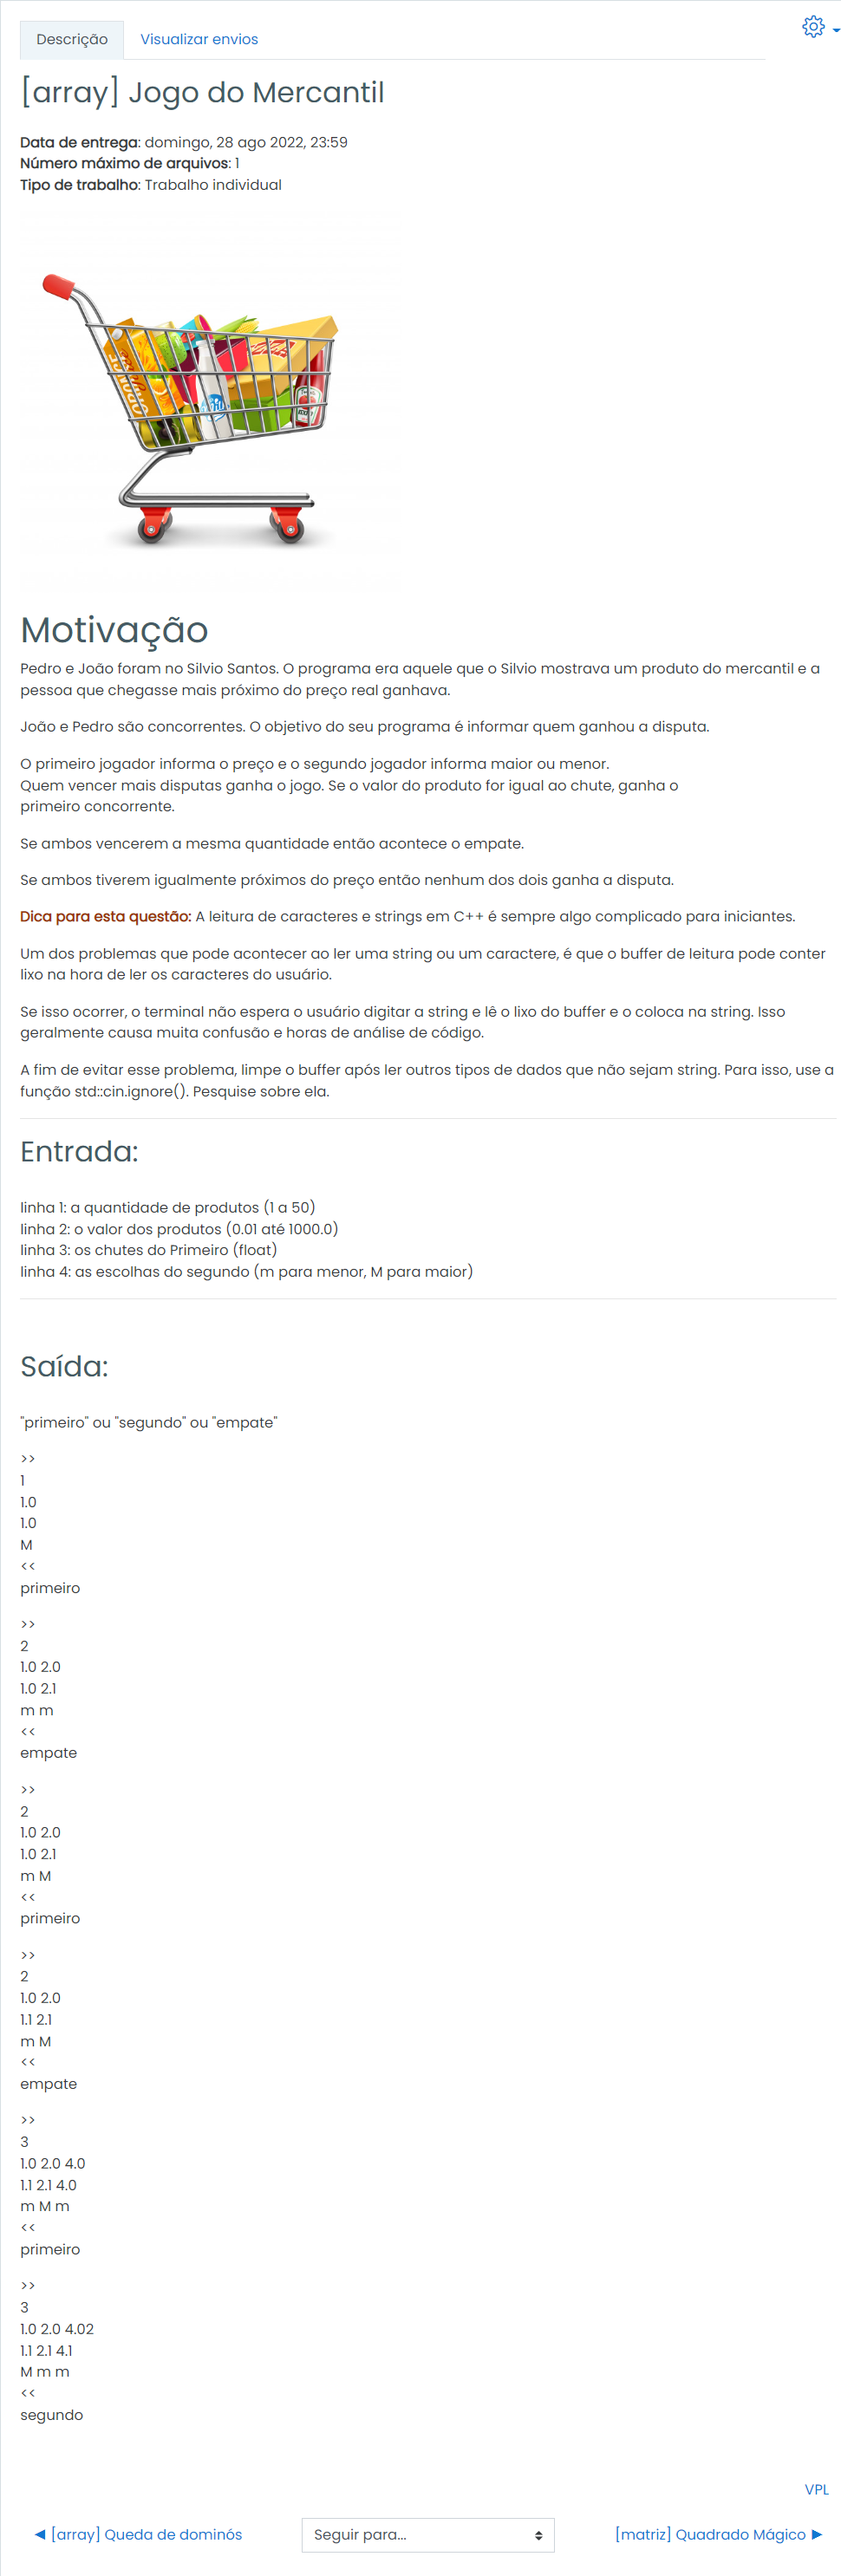 Descrição
Visualizar envios
[array] Jogo do Mercantil
Data de entrega: domingo, 28 ago 2022, 23:59
Número máximo de arquivos: 1
Tipo de trabalho: Trabalho individual
Motivação
Pedro e João foram no Silvio Santos. O programa era aquele que o Silvio mostrava um produto do mercantil e a
pessoa que chegasse mais próximo do preço real ganhava.
João e Pedro são concorrentes. O objetivo do seu programa é informar quem ganhou a disputa.
O primeiro jogador informa o preço e o segundo jogador informa maior ou menor.
Quem vencer mais disputas ganha o jogo. Se o valor do produto for igual ao chute, ganha o
primeiro concorrente.
Se ambos vencerem a mesma quantidade então acontece o empate.
Se ambos tiverem igualmente próximos do preço então nenhum dos dois ganha a disputa.
Dica para esta questão: A leitura de caracteres e strings em C++ é sempre algo complicado para iniciantes.
Um dos problemas que pode acontecer ao ler uma string ou um caractere, é que o buffer de leitura pode conter
lixo na hora de ler os caracteres do usuário.
Se isso ocorrer, o terminal não espera o usuário digitar a string e lê o lixo do buffer e o coloca na string. Isso
geralmente causa muita confusão e horas de análise de código.
A fim de evitar esse problema, limpe o buffer após ler outros tipos de dados que não sejam string. Para isso, use a
função std::cin.ignore(). Pesquise sobre ela.
Entrada:
linha 1: a quantidade de produtos (1 a 50)
linha 2: o valor dos produtos (0.01 até 1000.0)
linha 3: os chutes do Primeiro (float)
linha 4: as escolhas do segundo (m para menor, M para maior)
Saída:
"primeiro" ou "segundo" ou "empate"
>>
1
1.0
1.0
M
<<
primeiro
>>
2
1.0 2.0
1.0 2.1
m m
<<
empate
>>
2
1.0 2.0
1.0 2.1
m M
<<
primeiro
>>
2
1.0 2.0
1.1 2.1
m M
<<
empate
>>
3
1.0 2.0 4.0
1.1 2.1 4.0
m M m
<<
primeiro
>>
3
1.0 2.0 4.02
1.1 2.1 4.1
M m m
<<
segundo
VPL
◄ [array] Queda de dominós
Seguir para...
[matriz] Quadrado Mágico ►